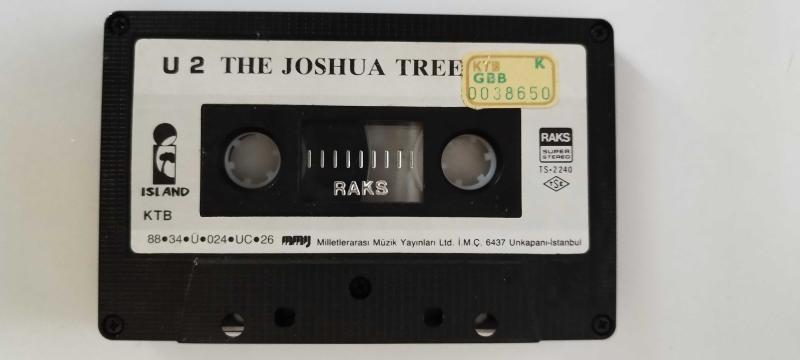 U 2 THE JOSHUA TREE
KTB K
GBB
0038650
ISLAND
KTB
RAKS
RAKS
SUPER
STEREO
TS-2240
TSE
88•34•Ü•024•UC•26 mmy Milletlerarası Müzik Yayınları Ltd. İ.M.Ç. 6437 Unkapanı-İstanbul